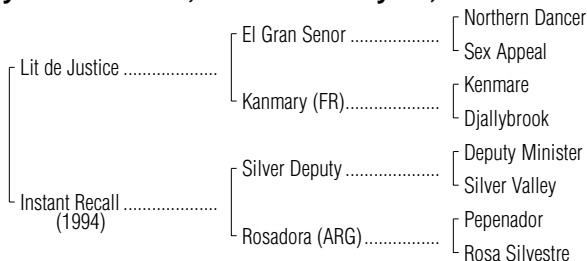 Northern Dancer
El Gran Senor ...................
Sex Appeal
Lit de Justice ....................
Kenmare
Kanmary (FR)....................
Djallybrook
Deputy Minister
Silver Deputy ....................
Silver Valley
Instant Recall ....................
(1994)
Pepenador
Rosadora (ARG)................
Rosa Silvestre